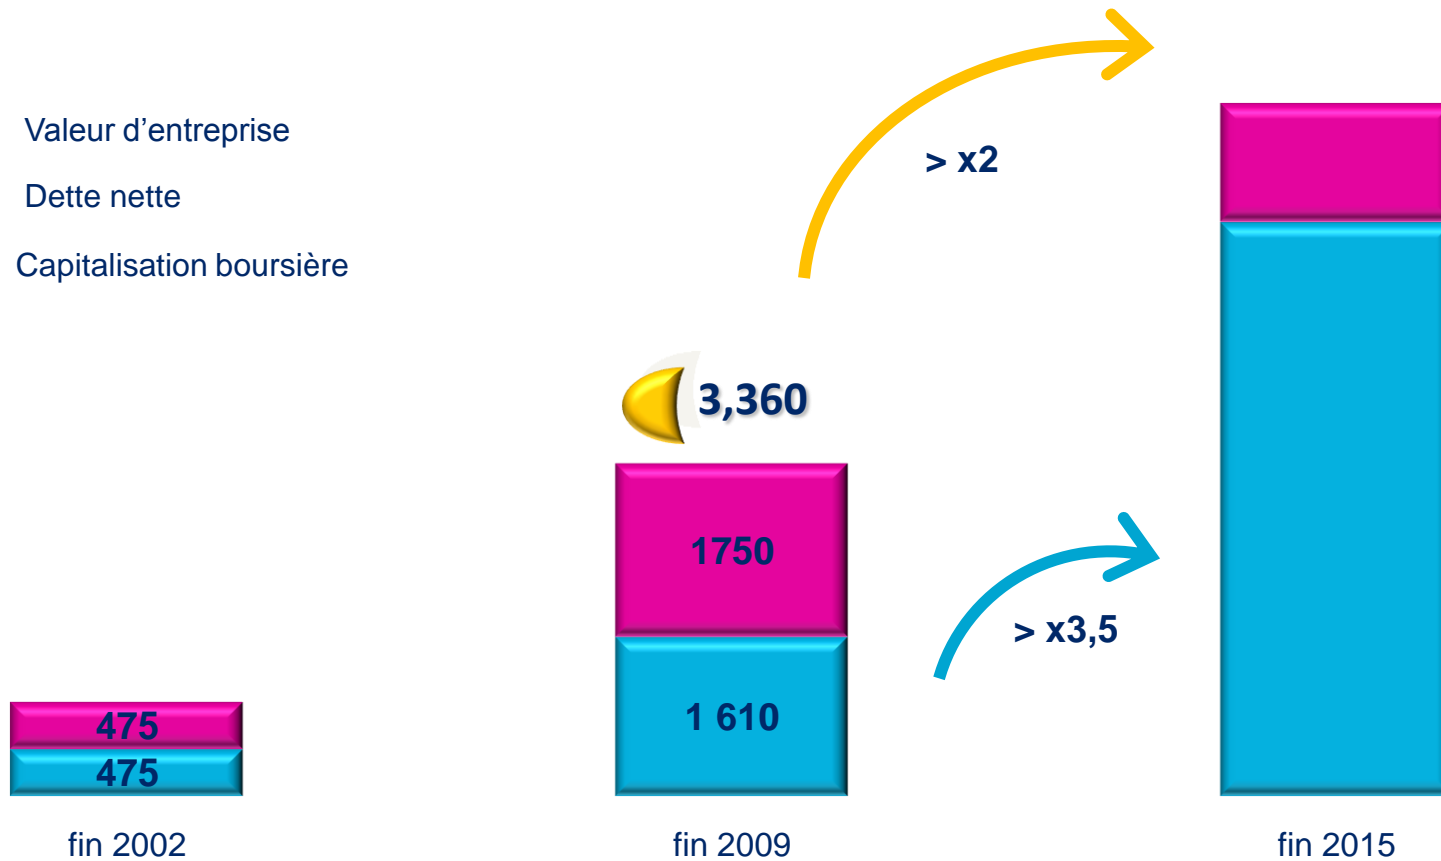 Valeur d’entreprise
Dette nette
Capitalisation boursière
> x2
3,360
1750
> x3,5
1 610
475
475
fin 2002
fin 2009
fin 2015